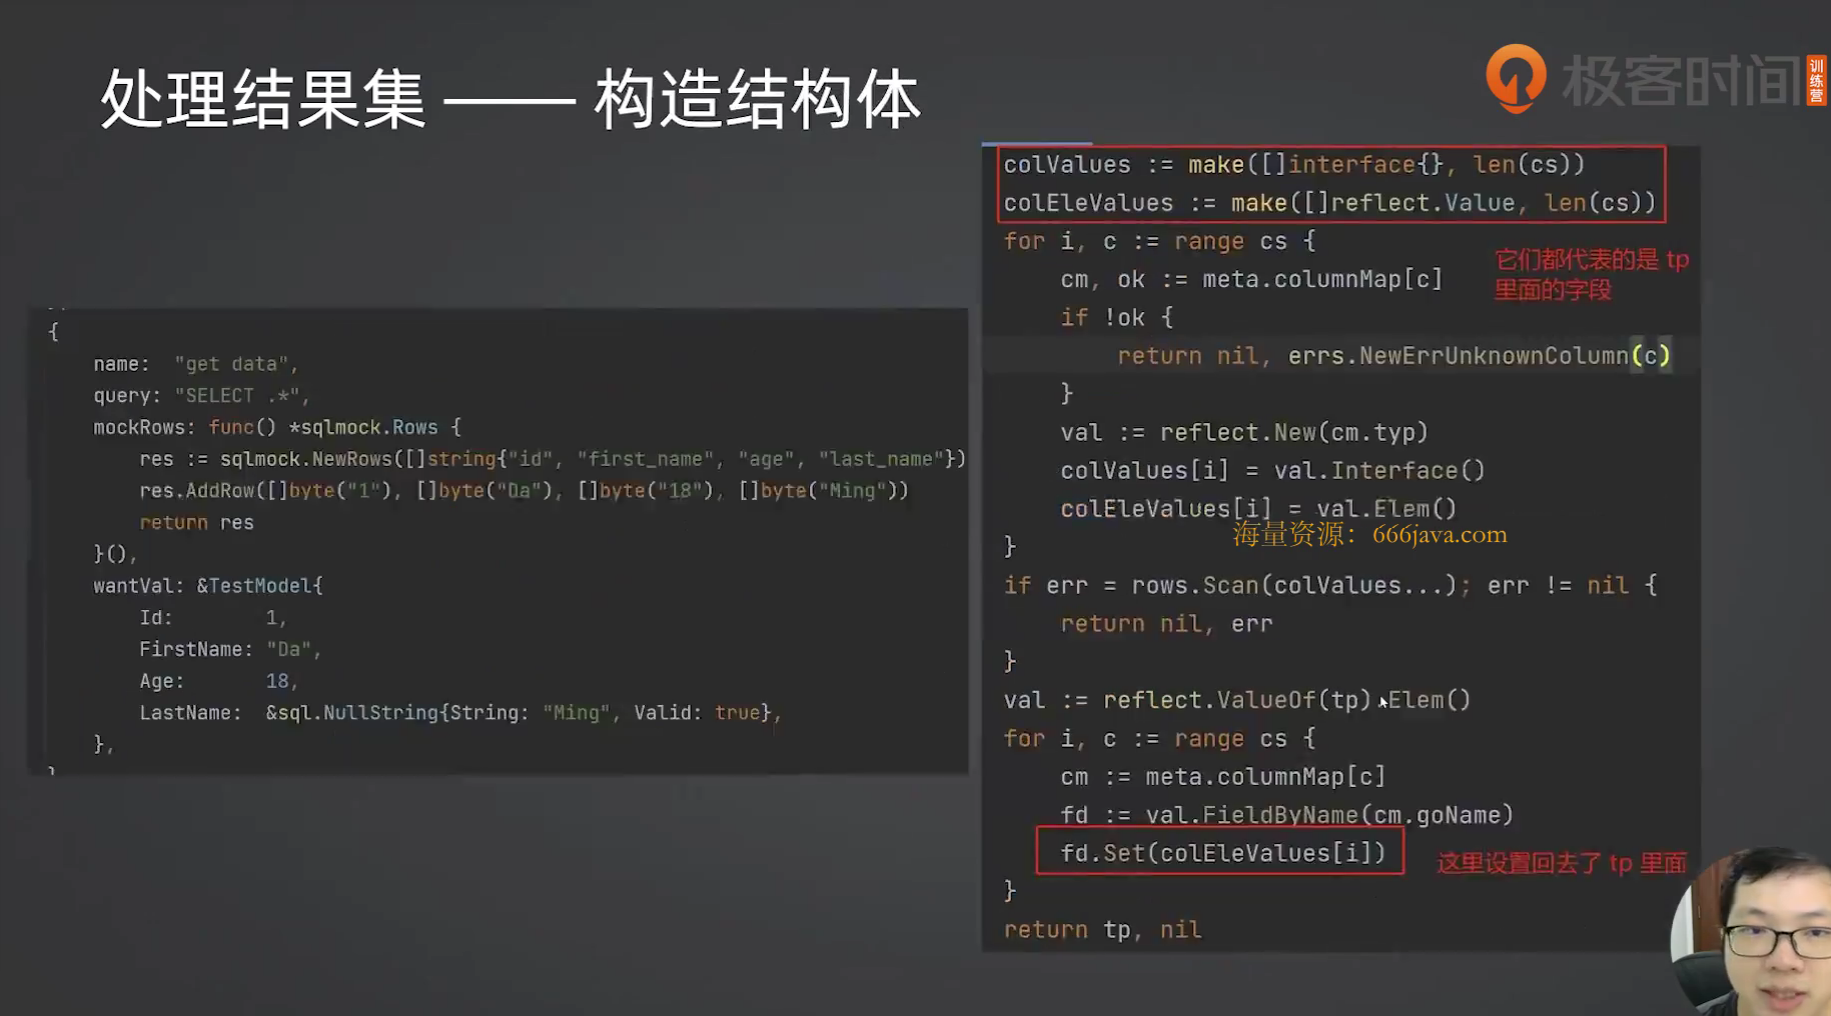 处理结果集 —— 构造结构体
极客时间
训练营
{
name: "get data",
query: "SELECT .*",
mockRows: func() *sqlmock.Rows {
res := sqlmock.NewRows([]string{"id", "first_name", "age", "last_name"})
res.AddRow([]byte("1"), []byte("Da"), []byte("18"), []byte("Ming"))
return res
}(),
wantVal: &TestModel{
Id: 1,
FirstName: "Da",
Age: 18,
LastName: &sql.NullString{String: "Ming", Valid: true},
},
colValues := make([]interface{}, len(cs))
colEleValues := make([]reflect.Value, len(cs))
for i, c := range cs {
cm, ok := meta.columnMap[c]
if !ok {
return nil, errs.NewErrUnknownColumn(c)
}
val := reflect.New(cm.typ)
colValues[i] = val.Interface()
colEleValues[i] = val.Elem()
}
if err = rows.Scan(colValues...); err != nil {
return nil, err
}
val := reflect.ValueOf(tp).Elem()
for i, c := range cs {
cm := meta.columnMap[c]
fd := val.FieldByName(cm.goName)
fd.Set(colEleValues[i])
}
return tp, nil
它们都代表的是 tp
里面的字段
海量资源：666java.com
这里设置回去了 tp 里面